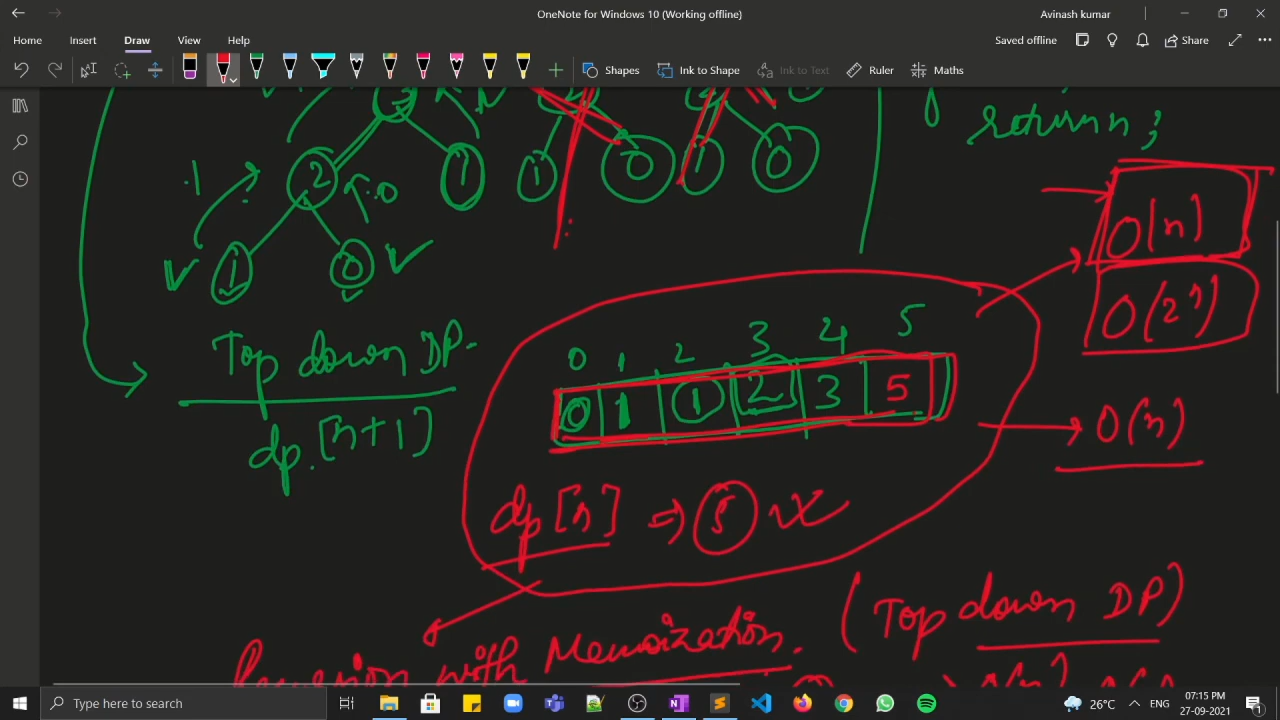 OneNote for Windows 10 (Working offline)
Avinash kumar
Home Insert Draw View Help
Saved offline
Share
Shapes
Ink to Shape
Ink to Text
Ruler
Maths
3
return n;
2
1
1
0
1
0
1
0
.1
.0
O(n)
O(2^n)
Top down DP
dp[n+1]
0 1 2 3 4 5
0 1 1 2 3 5
O(n)
dp[n] ⇒ 5
(Top down DP)
with Memoization.
Type here to search
26°C
ENG
07:15 PM
27-09-2021